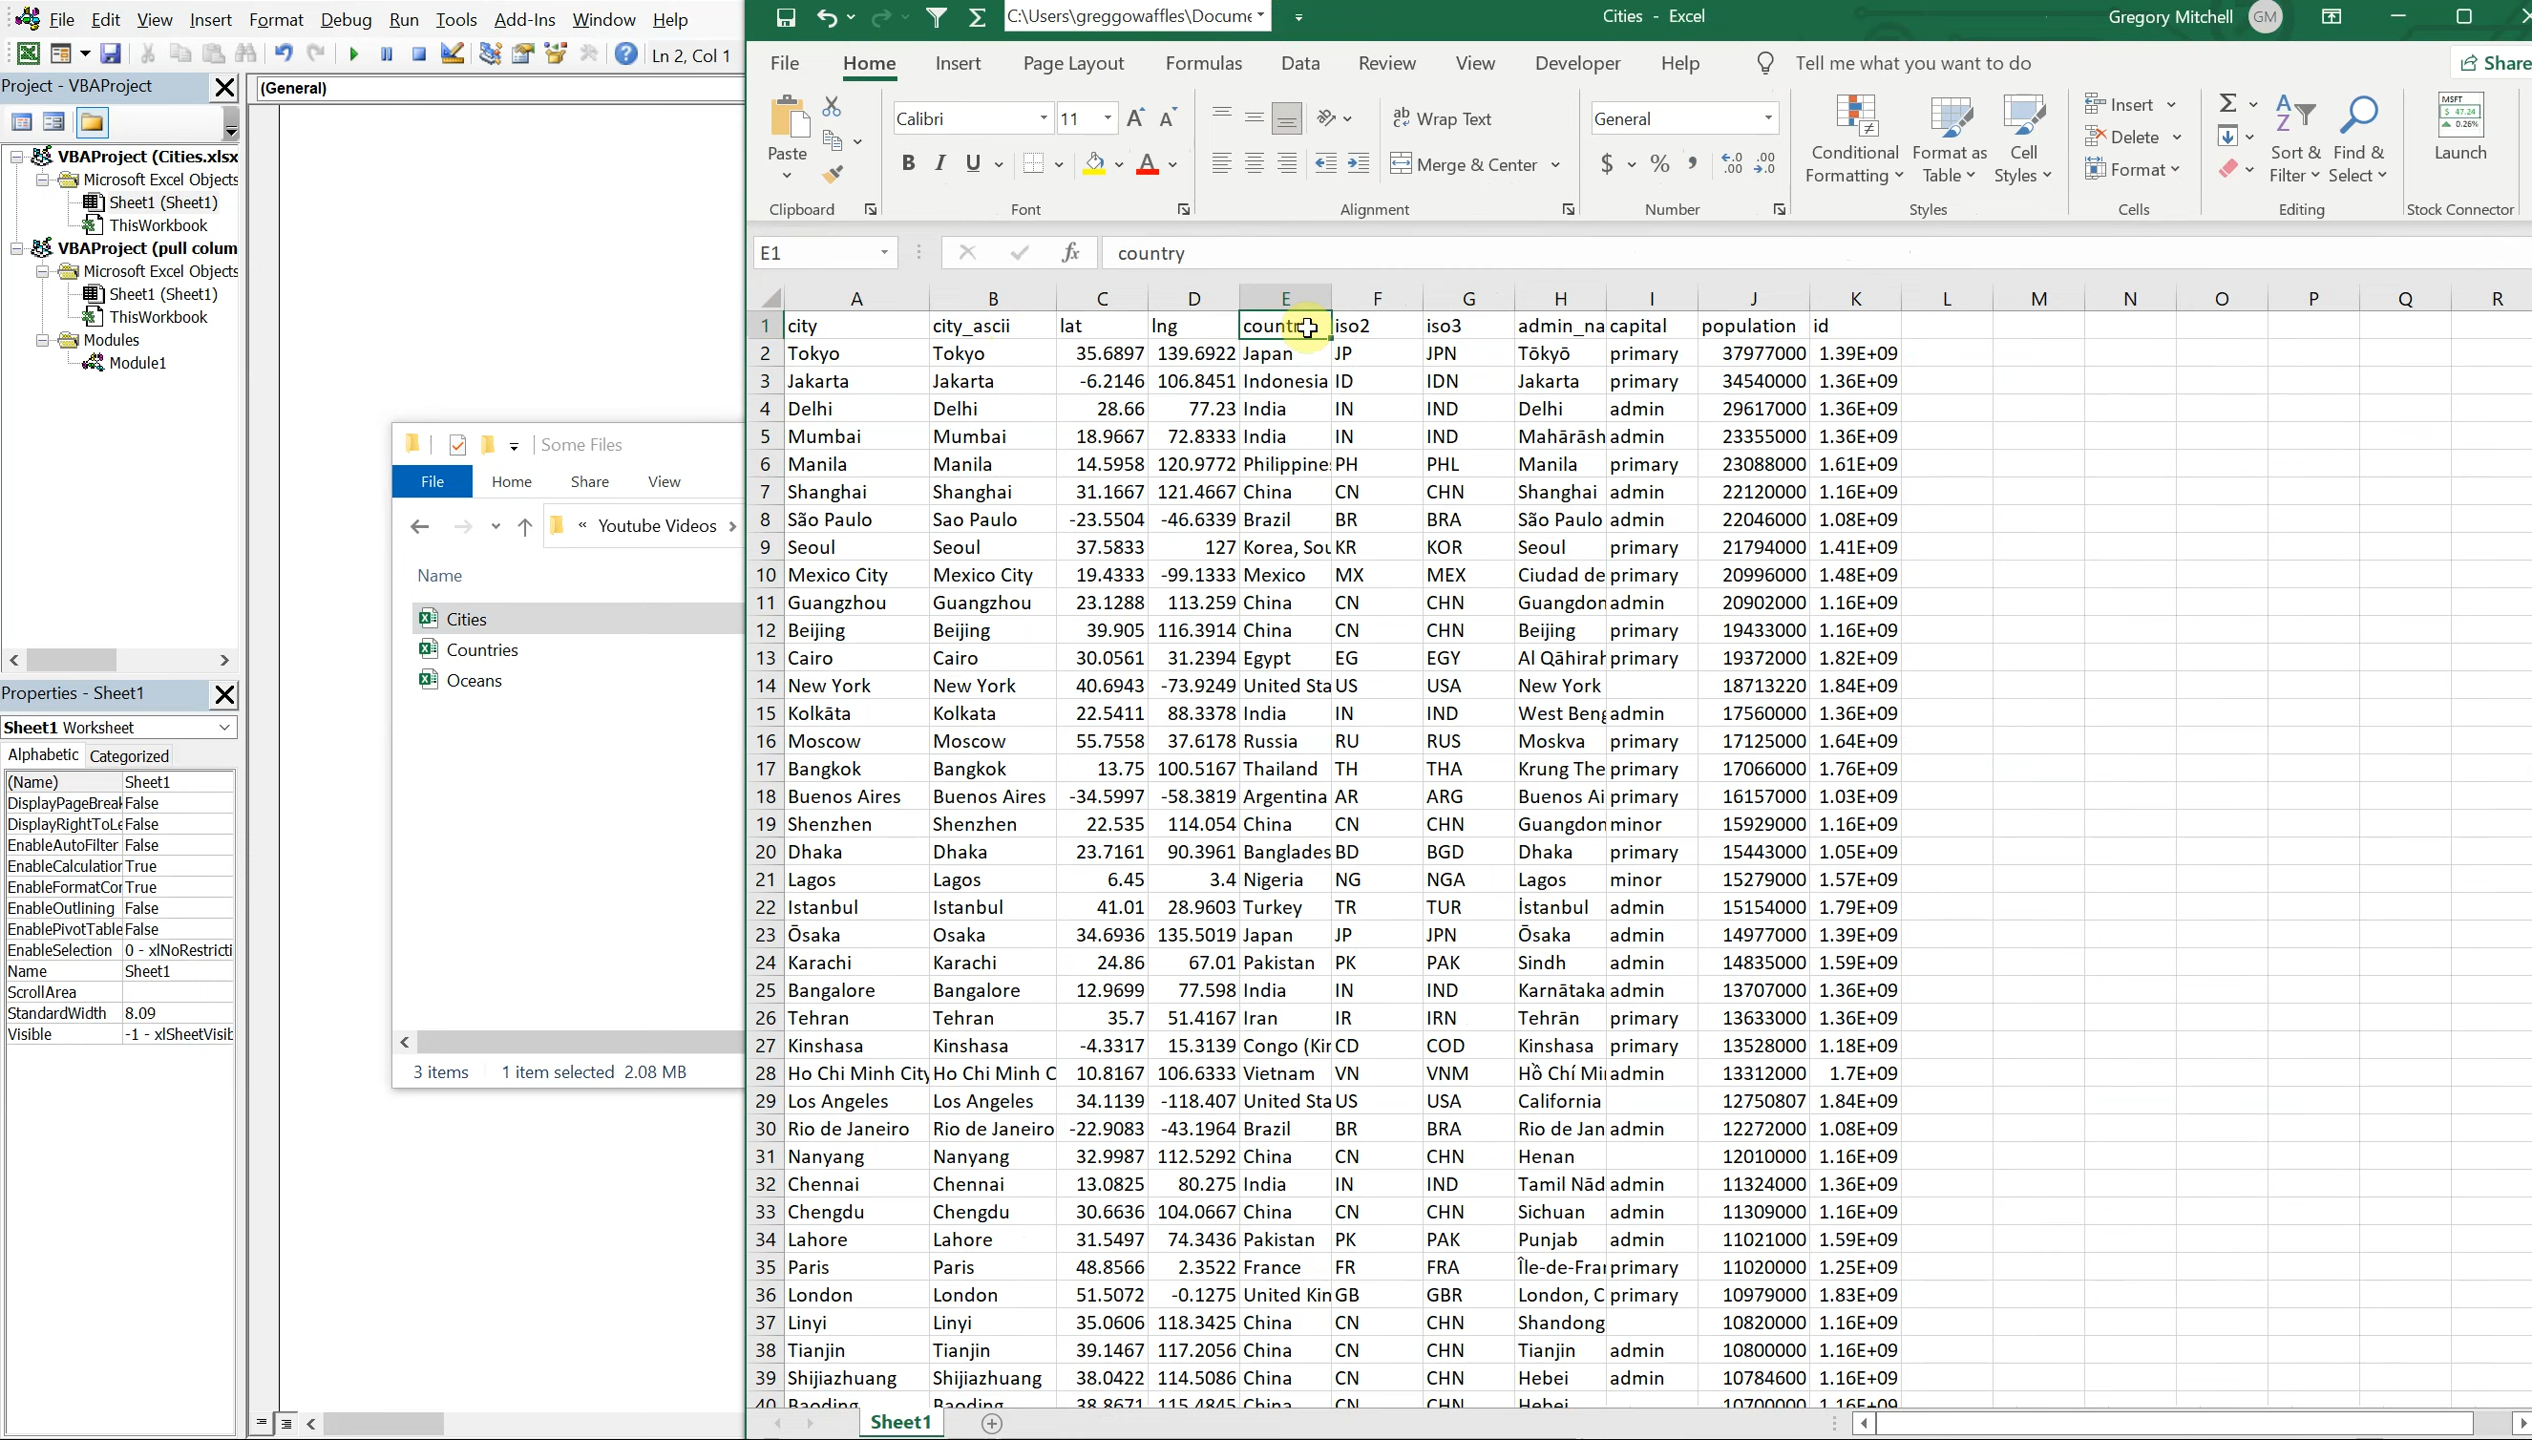 File Edit View Insert Format Debug Run Tools Add-Ins Window Help
Ln 2, Col 1
Project - VBAProject
VBAProject (Cities.xlsx
Microsoft Excel Objects
Sheet1 (Sheet1)
ThisWorkbook
VBAProject (pull colum
Microsoft Excel Objects
Sheet1 (Sheet1)
ThisWorkbook
Modules
Module1
Properties - Sheet1
Sheet1 Worksheet
Alphabetic Categorized
(Name) Sheet1
DisplayPageBreak False
DisplayRightToLe False
EnableAutoFilter False
EnableCalculation True
EnableFormatCon True
EnableOutlining False
EnablePivotTable False
EnableSelection 0 - xlNoRestricti
Name Sheet1
ScrollArea
StandardWidth 8.09
Visible -1 - xlSheetVisib
(General)
Some Files
File Home Share View
« Youtube Videos >
Name
Cities
Countries
Oceans
3 items 1 item selected 2.08 MB
C:\Users\greggowaffles\Docume
Cities - Excel
Gregory Mitchell GM
File Home Insert Page Layout Formulas Data Review View Developer Help Tell me what you want to do Share
Paste
Calibri 11
B I U
Wrap Text
Merge & Center
General
$ % ,
Conditional Formatting
Format as Table
Cell Styles
Insert
Delete
Format
Sort & Filter
Find & Select
MSFT
$ 47.24
0.26%
Launch
Clipboard Font Alignment Number Styles Cells Editing Stock Connector
E1 fx country
A B C D E F G H I J K L M N O P Q R
1 city city_ascii lat lng country iso2 iso3 admin_na capital population id
2 Tokyo Tokyo 35.6897 139.6922 Japan JP JPN Tōkyō primary 37977000 1.39E+09
3 Jakarta Jakarta -6.2146 106.8451 Indonesia ID IDN Jakarta primary 34540000 1.36E+09
4 Delhi Delhi 28.66 77.23 India IN IND Delhi admin 29617000 1.36E+09
5 Mumbai Mumbai 18.9667 72.8333 India IN IND Mahārāsh admin 23355000 1.36E+09
6 Manila Manila 14.5958 120.9772 Philippine PH PHL Manila primary 23088000 1.61E+09
7 Shanghai Shanghai 31.1667 121.4667 China CN CHN Shanghai admin 22120000 1.16E+09
8 São Paulo Sao Paulo -23.5504 -46.6339 Brazil BR BRA São Paulo admin 22046000 1.08E+09
9 Seoul Seoul 37.5833 127 Korea, Sou KR KOR Seoul primary 21794000 1.41E+09
10 Mexico City Mexico City 19.4333 -99.1333 Mexico MX MEX Ciudad de primary 20996000 1.48E+09
11 Guangzhou Guangzhou 23.1288 113.259 China CN CHN Guangdon admin 20902000 1.16E+09
12 Beijing Beijing 39.905 116.3914 China CN CHN Beijing primary 19433000 1.16E+09
13 Cairo Cairo 30.0561 31.2394 Egypt EG EGY Al Qāhirah primary 19372000 1.82E+09
14 New York New York 40.6943 -73.9249 United Sta US USA New York 18713220 1.84E+09
15 Kolkāta Kolkata 22.5411 88.3378 India IN IND West Beng admin 17560000 1.36E+09
16 Moscow Moscow 55.7558 37.6178 Russia RU RUS Moskva primary 17125000 1.64E+09
17 Bangkok Bangkok 13.75 100.5167 Thailand TH THA Krung The primary 17066000 1.76E+09
18 Buenos Aires Buenos Aires -34.5997 -58.3819 Argentina AR ARG Buenos Ai primary 16157000 1.03E+09
19 Shenzhen Shenzhen 22.535 114.054 China CN CHN Guangdon minor 15929000 1.16E+09
20 Dhaka Dhaka 23.7161 90.3961 Banglades BD BGD Dhaka primary 15443000 1.05E+09
21 Lagos Lagos 6.45 3.4 Nigeria NG NGA Lagos minor 15279000 1.57E+09
22 Istanbul Istanbul 41.01 28.9603 Turkey TR TUR İstanbul admin 15154000 1.79E+09
23 Ōsaka Osaka 34.6936 135.5019 Japan JP JPN Ōsaka admin 14977000 1.39E+09
24 Karachi Karachi 24.86 67.01 Pakistan PK PAK Sindh admin 14835000 1.59E+09
25 Bangalore Bangalore 12.9699 77.598 India IN IND Karnātaka admin 13707000 1.36E+09
26 Tehran Tehran 35.7 51.4167 Iran IR IRN Tehrān primary 13633000 1.36E+09
27 Kinshasa Kinshasa -4.3317 15.3139 Congo (Kin CD COD Kinshasa primary 13528000 1.18E+09
28 Ho Chi Minh City Ho Chi Minh C 10.8167 106.6333 Vietnam VN VNM Hồ Chí Mi admin 13312000 1.7E+09
29 Los Angeles Los Angeles 34.1139 -118.407 United Sta US USA California 12750807 1.84E+09
30 Rio de Janeiro Rio de Janeiro -22.9083 -43.1964 Brazil BR BRA Rio de Jan admin 12272000 1.08E+09
31 Nanyang Nanyang 32.9987 112.5292 China CN CHN Henan 12010000 1.16E+09
32 Chennai Chennai 13.0825 80.275 India IN IND Tamil Nād admin 11324000 1.36E+09
33 Chengdu Chengdu 30.6636 104.0667 China CN CHN Sichuan admin 11309000 1.16E+09
34 Lahore Lahore 31.5497 74.3436 Pakistan PK PAK Punjab admin 11021000 1.59E+09
35 Paris Paris 48.8566 2.3522 France FR FRA Île-de-Fran primary 11020000 1.25E+09
36 London London 51.5072 -0.1275 United Kin GB GBR London, C primary 10979000 1.83E+09
37 Linyi Linyi 35.0606 118.3425 China CN CHN Shandong 10820000 1.16E+09
38 Tianjin Tianjin 39.1467 117.2056 China CN CHN Tianjin admin 10800000 1.16E+09
39 Shijiazhuang Shijiazhuang 38.0422 114.5086 China CN CHN Hebei admin 10784600 1.16E+09
40 Baoding Baoding 38.8671 115.4845 China CN CHN Hebei 10700000 1.16E+09
Sheet1